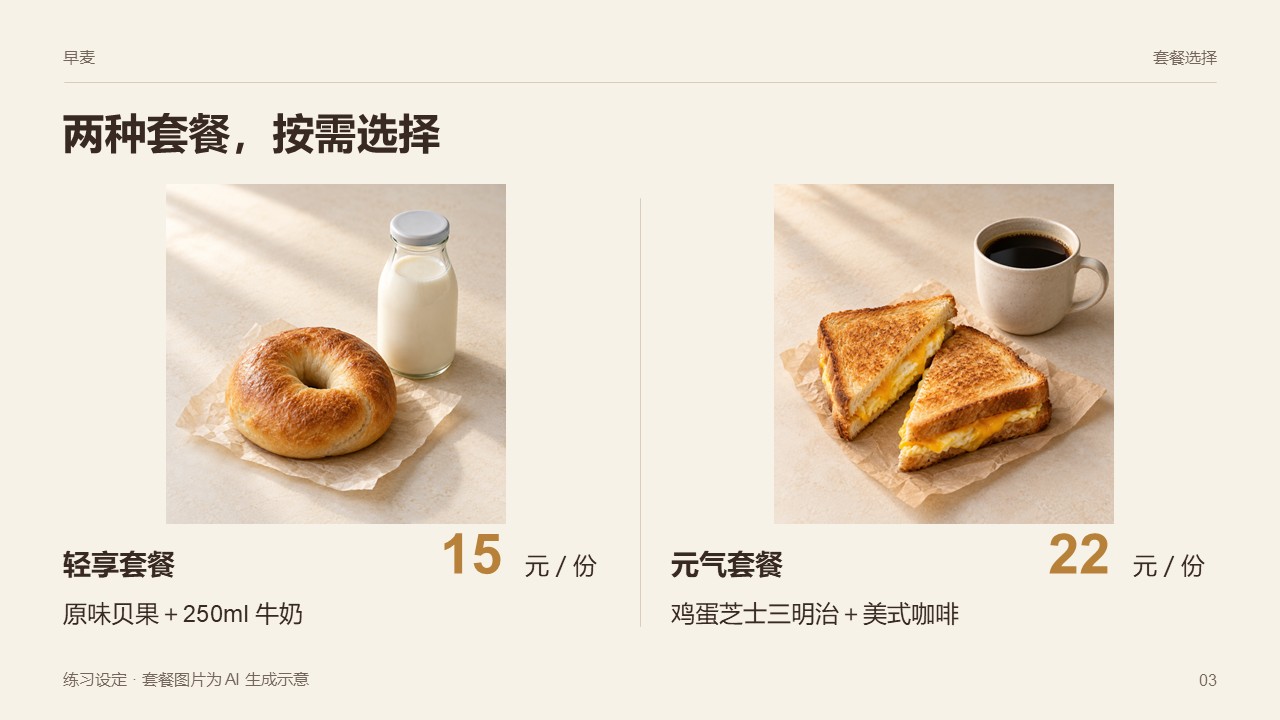 早麦
套餐选择
两种套餐，按需选择
轻享套餐
15 元 / 份
原味贝果 + 250ml 牛奶
元气套餐
22 元 / 份
鸡蛋芝士三明治 + 美式咖啡
练习设定 · 套餐图片为 AI 生成示意
03